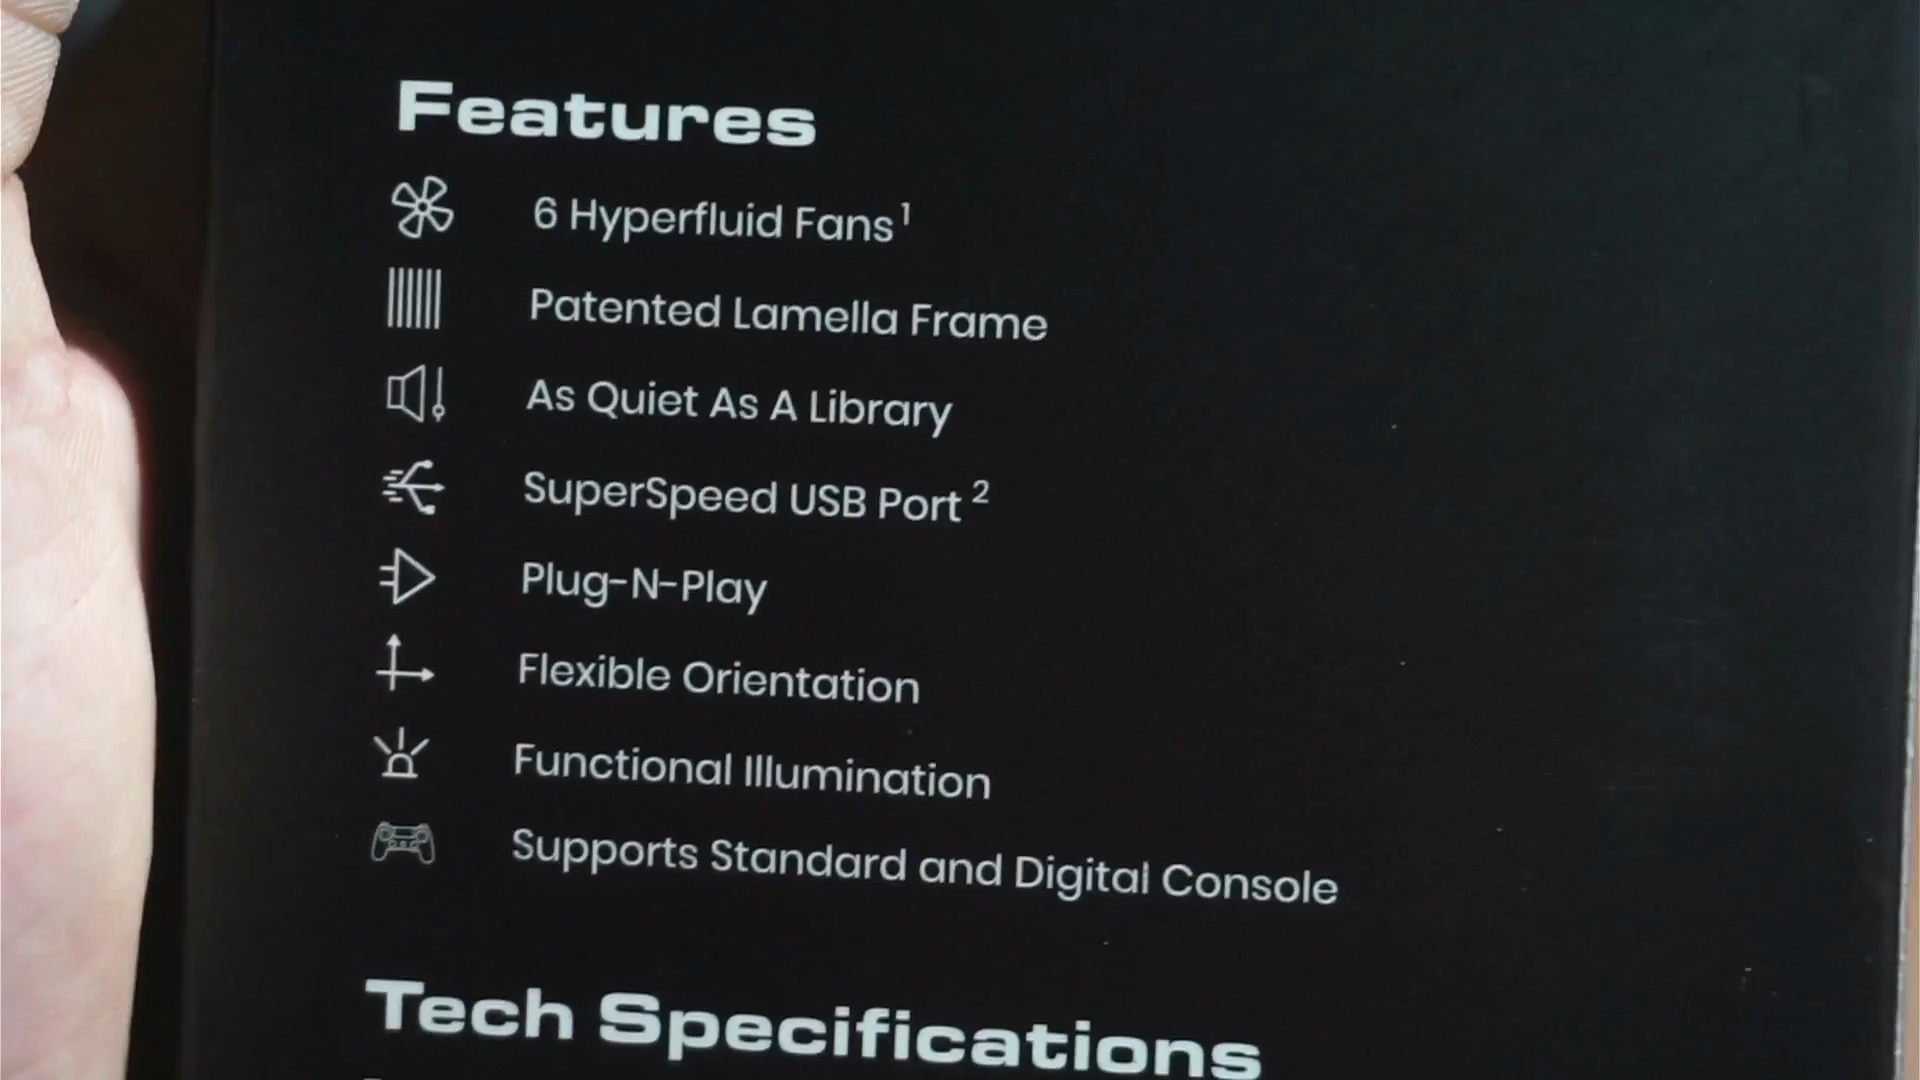 Features
6 Hyperfluid Fans¹
Patented Lamella Frame
As Quiet As A Library
SuperSpeed USB Port ²
Plug-N-Play
Flexible Orientation
Functional Illumination
Supports Standard and Digital Console
Tech Specifications